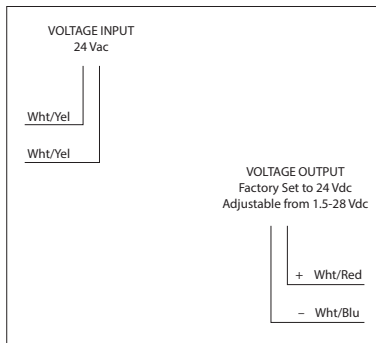 VOLTAGE INPUT
24 Vac
Wht/Yel
Wht/Yel
VOLTAGE OUTPUT
Factory Set to 24 Vdc
Adjustable from 1.5-28 Vdc
+ Wht/Red
– Wht/Blu